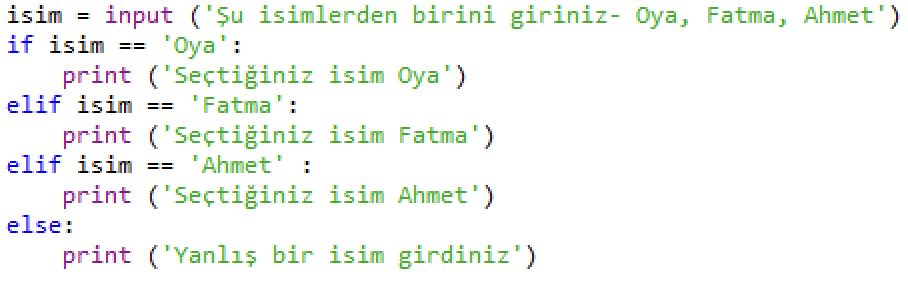 isim = input ('Şu isimlerden birini giriniz- Oya, Fatma, Ahmet')
if isim == 'Oya':
    print ('Seçtiğiniz isim Oya')
elif isim == 'Fatma':
    print ('Seçtiğiniz isim Fatma')
elif isim == 'Ahmet' :
    print ('Seçtiğiniz isim Ahmet')
else:
    print ('Yanlış bir isim girdiniz')